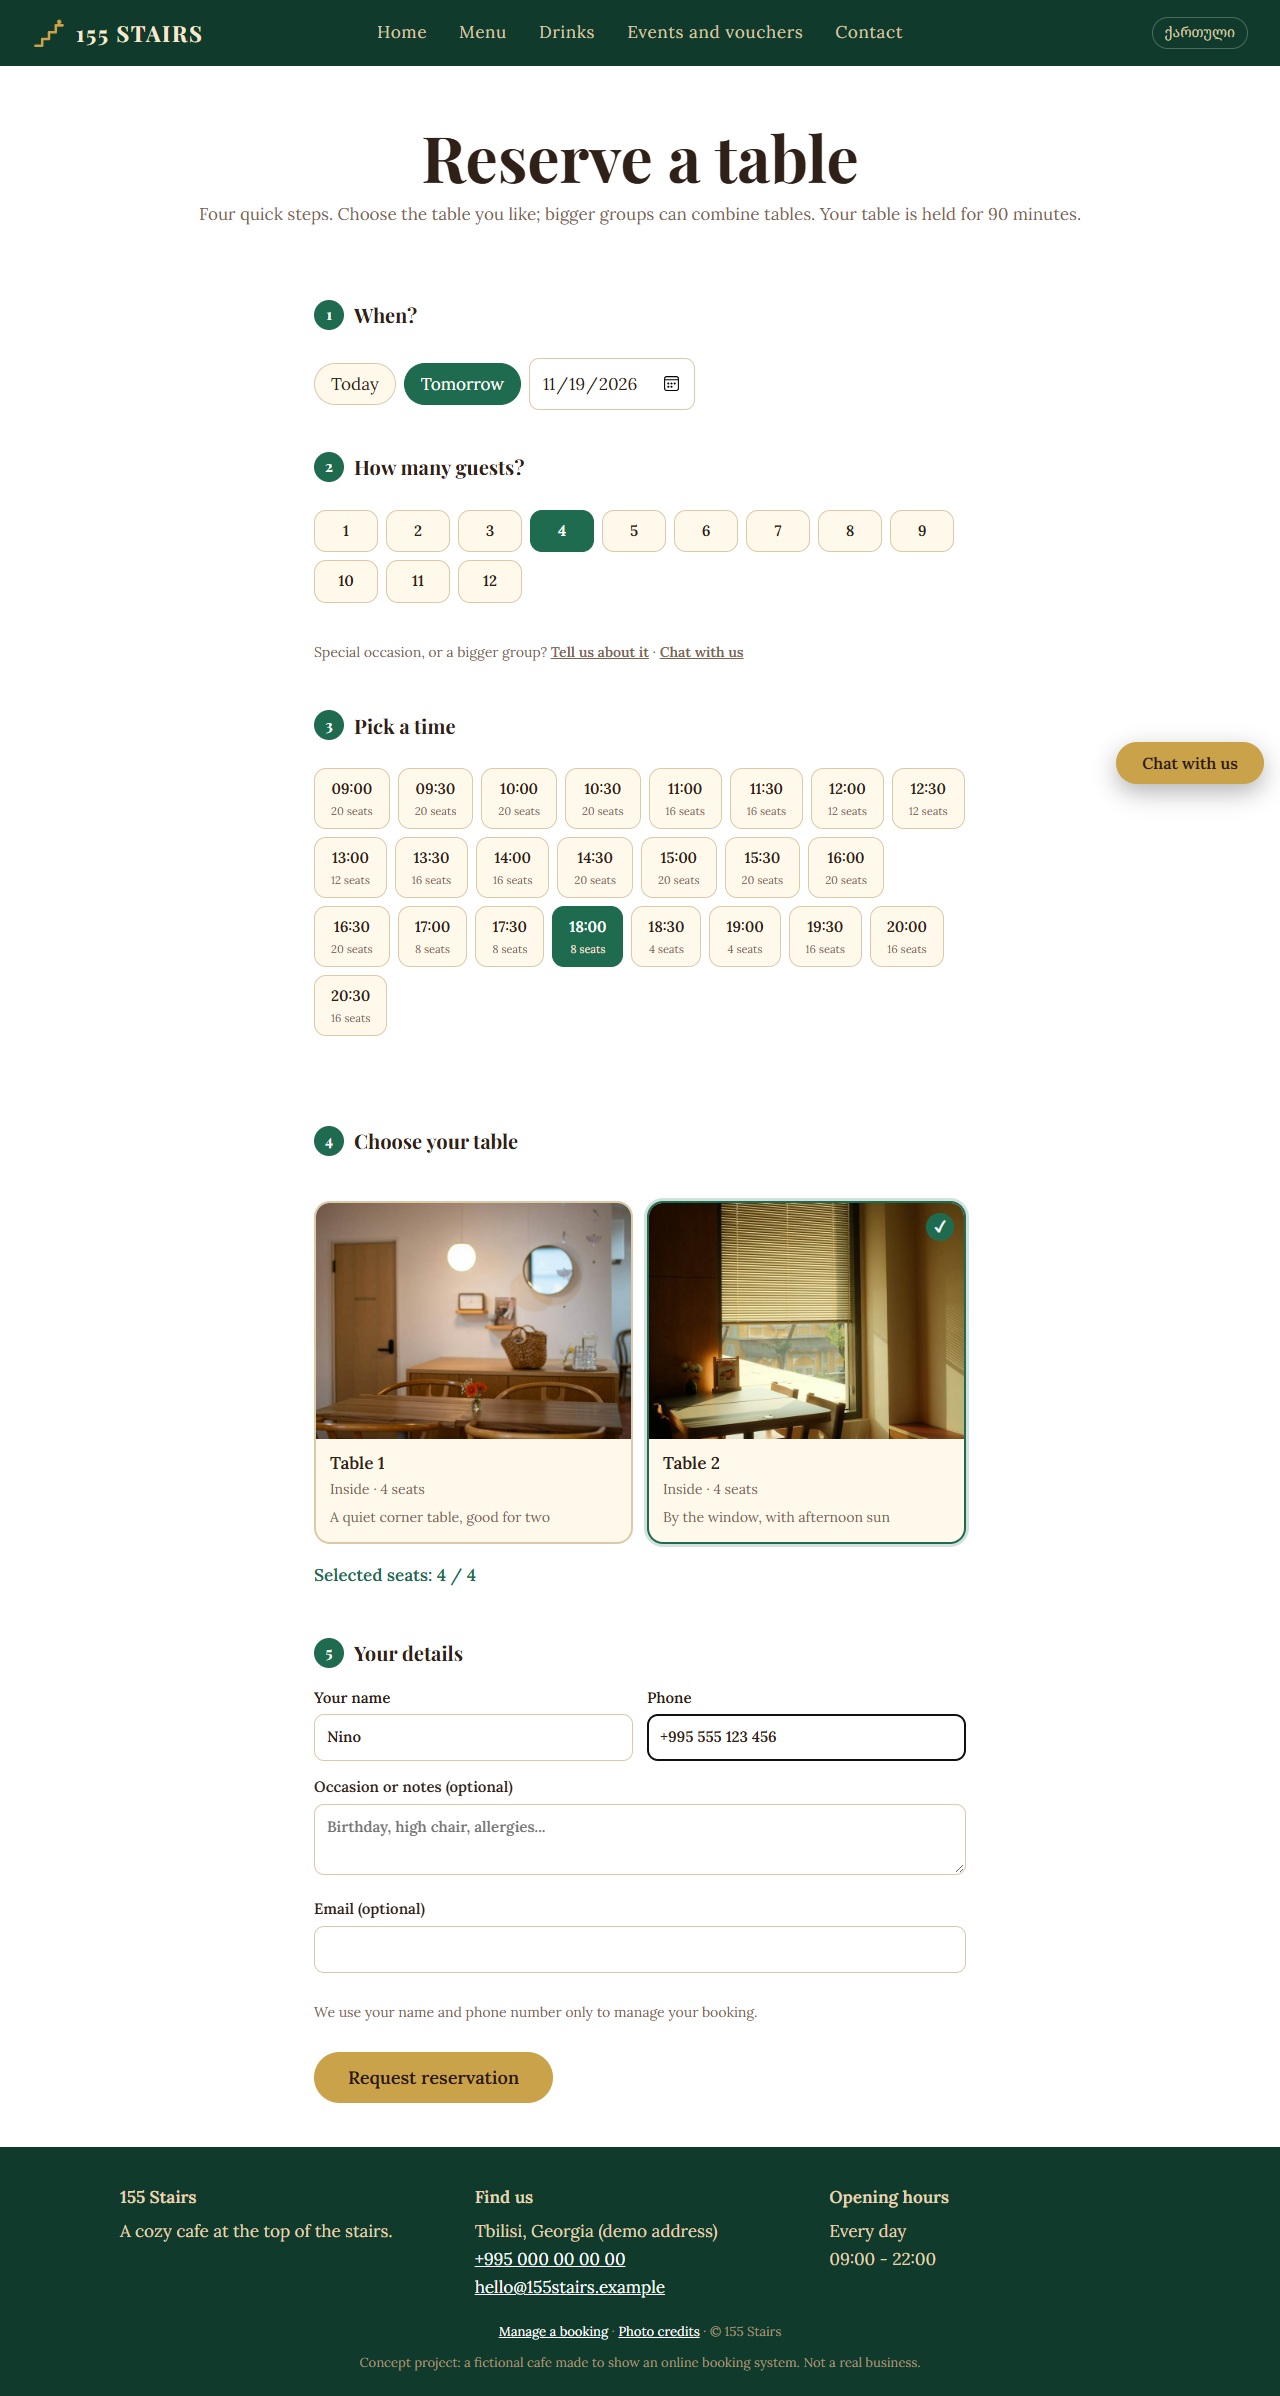 155 STAIRS
Home Menu Drinks Events and vouchers Contact
ქართული
Reserve a table
Four quick steps. Choose the table you like; bigger groups can combine tables. Your table is held for 90 minutes.
1 When?
Today Tomorrow 11/19/2026
2 How many guests?
1 2 3 4 5 6 7 8 9
10 11 12
Special occasion, or a bigger group? Tell us about it · Chat with us
3 Pick a time
Chat with us
09:00 09:30 10:00 10:30 11:00 11:30 12:00 12:30
20 seats 20 seats 20 seats 20 seats 16 seats 16 seats 12 seats 12 seats
13:00 13:30 14:00 14:30 15:00 15:30 16:00
12 seats 16 seats 16 seats 20 seats 20 seats 20 seats 20 seats
16:30 17:00 17:30 18:00 18:30 19:00 19:30 20:00
20 seats 8 seats 8 seats 8 seats 4 seats 4 seats 16 seats 16 seats
20:30
16 seats
4 Choose your table
Table 1
Inside · 4 seats
A quiet corner table, good for two
Table 2
Inside · 4 seats
By the window, with afternoon sun
Selected seats: 4 / 4
5 Your details
Your name Phone
Nino +995 555 123 456
Occasion or notes (optional)
Birthday, high chair, allergies...
Email (optional)
We use your name and phone number only to manage your booking.
Request reservation
155 Stairs
A cozy cafe at the top of the stairs.
Find us
Tbilisi, Georgia (demo address)
+995 000 00 00 00
hello@155stairs.example
Opening hours
Every day
09:00 - 22:00
Manage a booking · Photo credits · © 155 Stairs
Concept project: a fictional cafe made to show an online booking system. Not a real business.